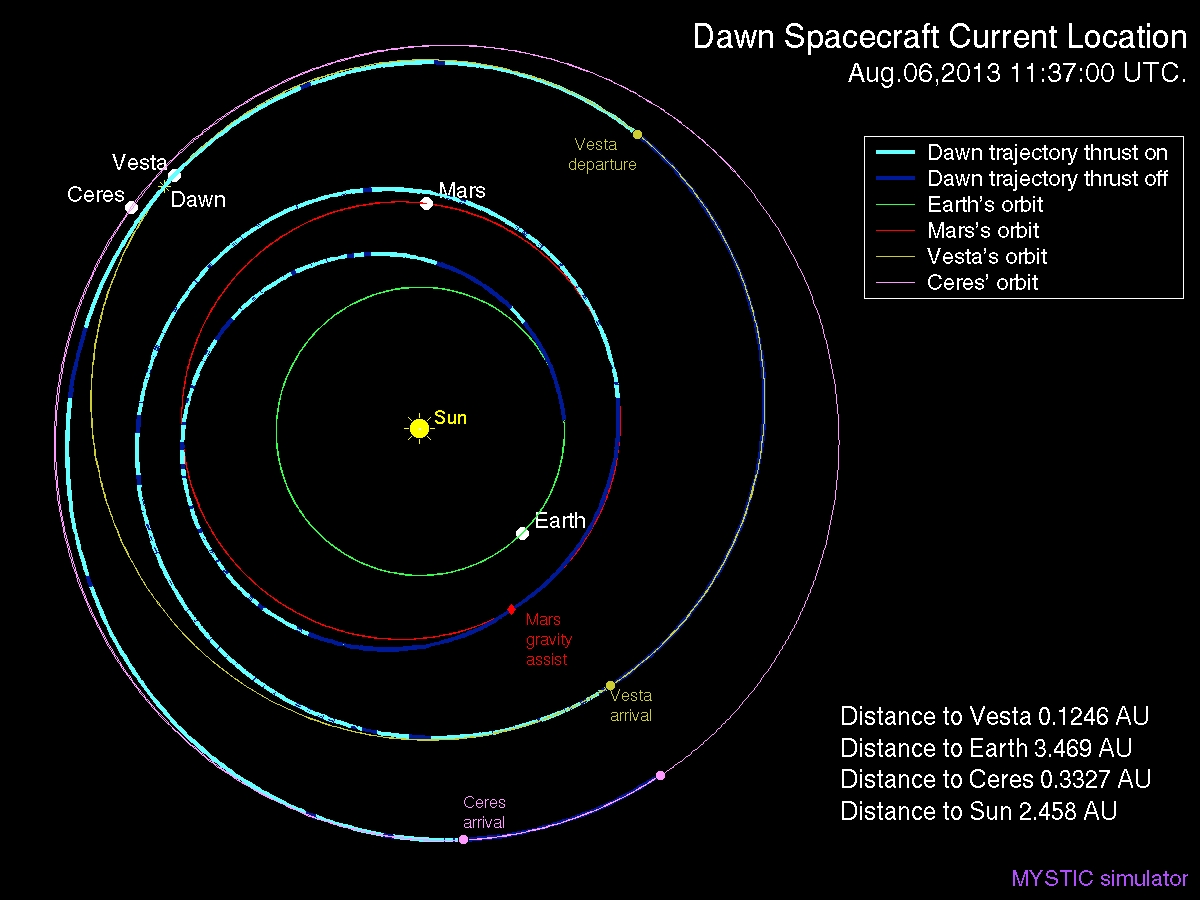 Dawn Spacecraft Current Location
Aug.06,2013 11:37:00 UTC.
Dawn trajectory thrust on
Dawn trajectory thrust off
Earth's orbit
Mars's orbit
Vesta's orbit
Ceres' orbit
Vesta
departure
Vesta
Ceres
Dawn
Mars
Sun
Earth
Mars
gravity
assist
Vesta
arrival
Ceres
arrival
Distance to Vesta 0.1246 AU
Distance to Earth 3.469 AU
Distance to Ceres 0.3327 AU
Distance to Sun 2.458 AU
MYSTIC simulator